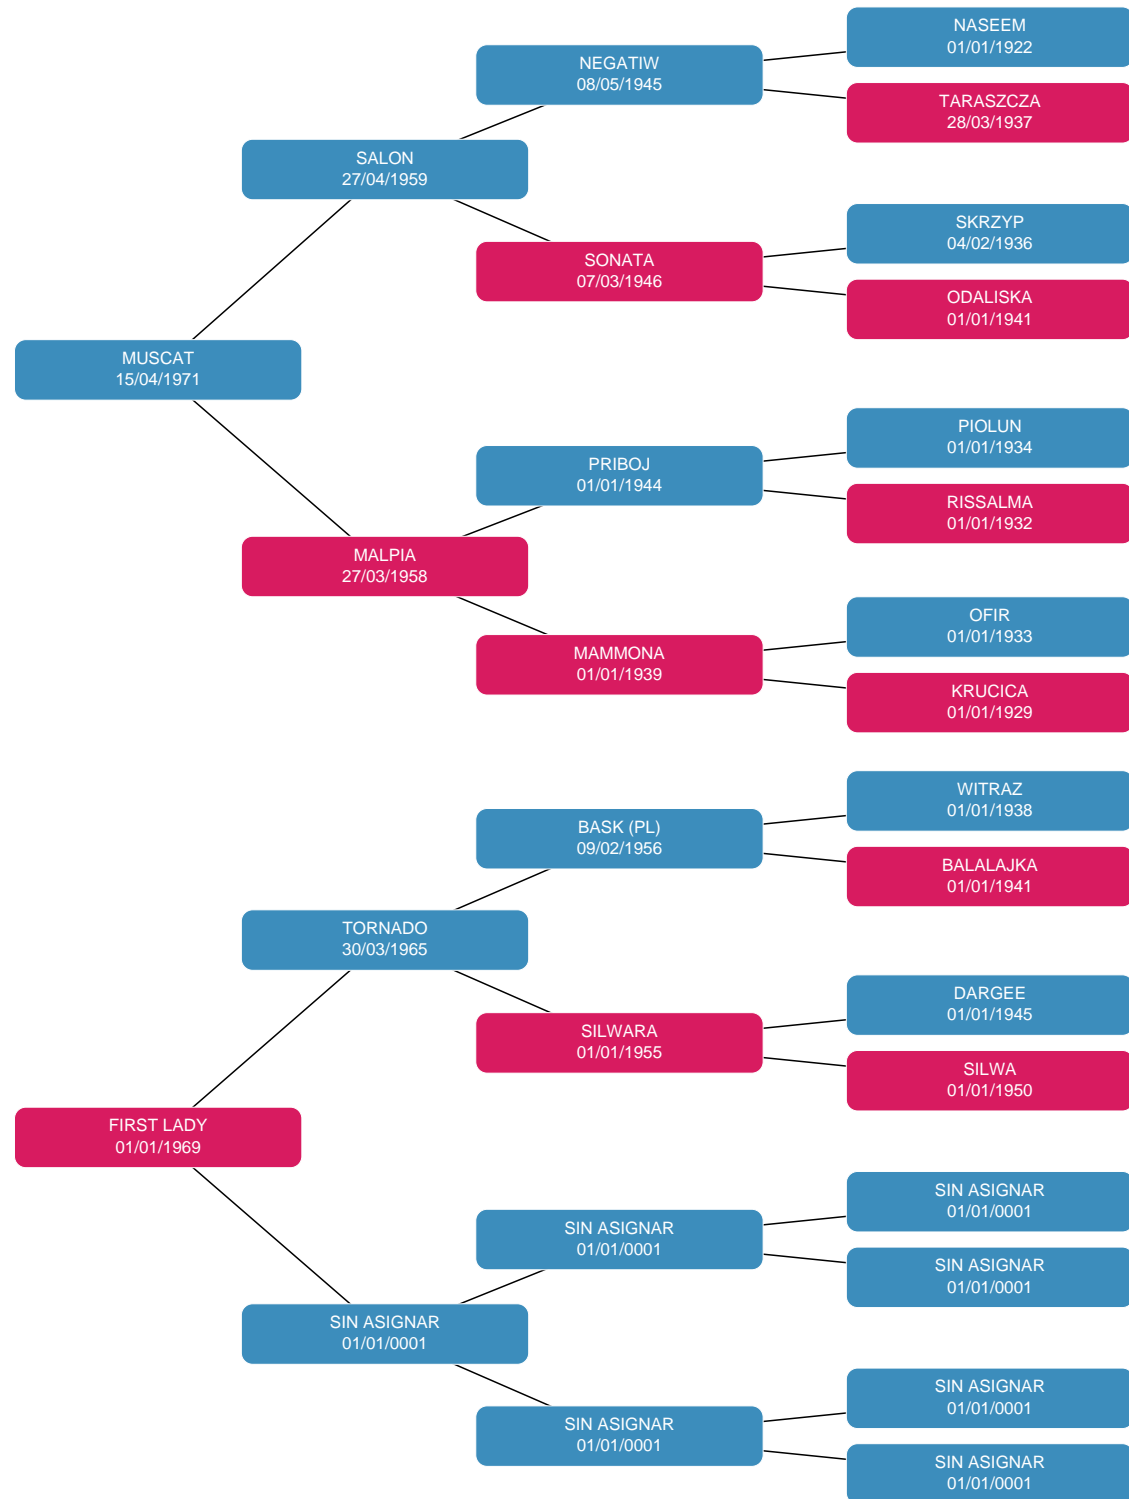 NASEEM
01/01/1922
NEGATIW
08/05/1945
TARASZCZA
28/03/1937
SALON
27/04/1959
SKRZYP
04/02/1936
SONATA
07/03/1946
ODALISKA
01/01/1941
MUSCAT
15/04/1971
PIOLUN
01/01/1934
PRIBOJ
01/01/1944
RISSALMA
01/01/1932
MALPIA
27/03/1958
OFIR
01/01/1933
MAMMONA
01/01/1939
KRUCICA
01/01/1929
WITRAZ
01/01/1938
BASK (PL)
09/02/1956
BALALAJKA
01/01/1941
TORNADO
30/03/1965
DARGEE
01/01/1945
SILWARA
01/01/1955
SILWA
01/01/1950
FIRST LADY
01/01/1969
SIN ASIGNAR
01/01/0001
SIN ASIGNAR
01/01/0001
SIN ASIGNAR
01/01/0001
SIN ASIGNAR
01/01/0001
SIN ASIGNAR
01/01/0001
SIN ASIGNAR
01/01/0001
SIN ASIGNAR
01/01/0001